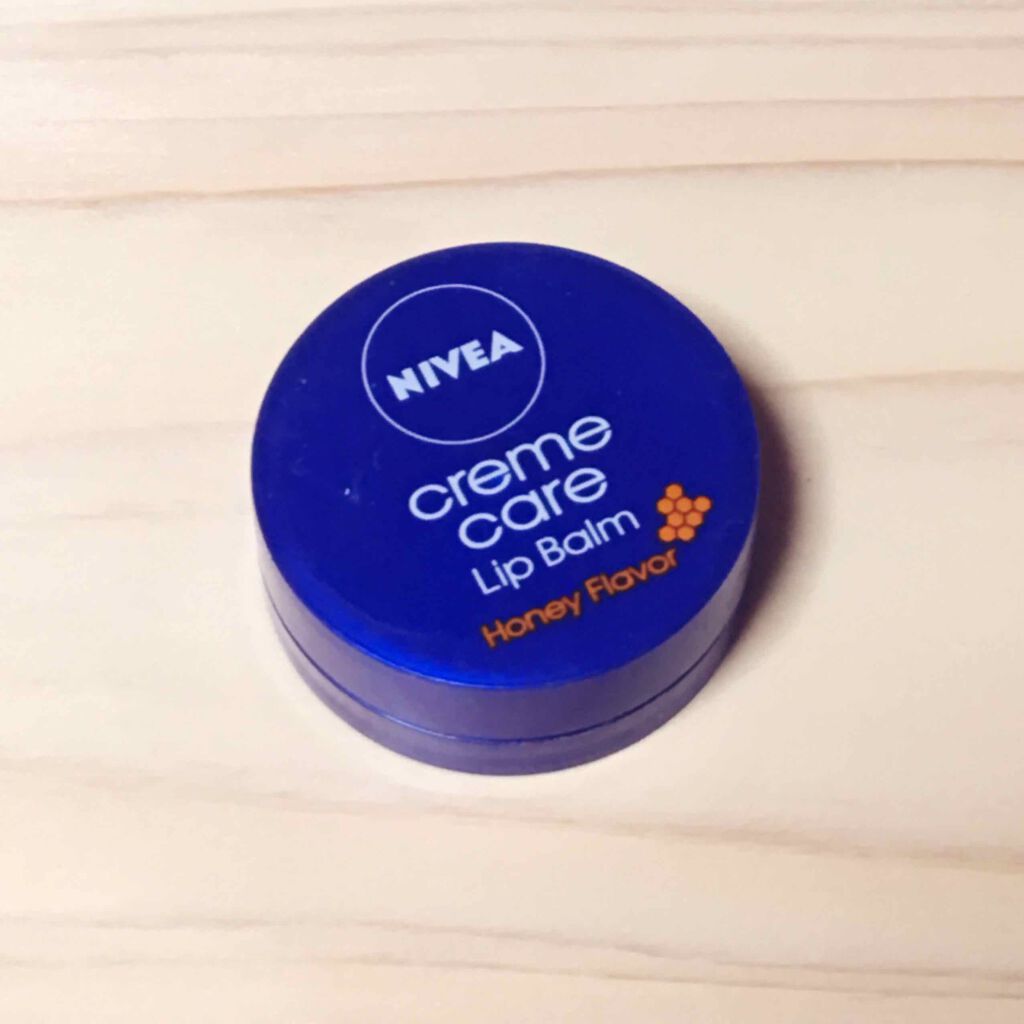 NIVEA
creme
care
Lip Balm
Honey Flavor